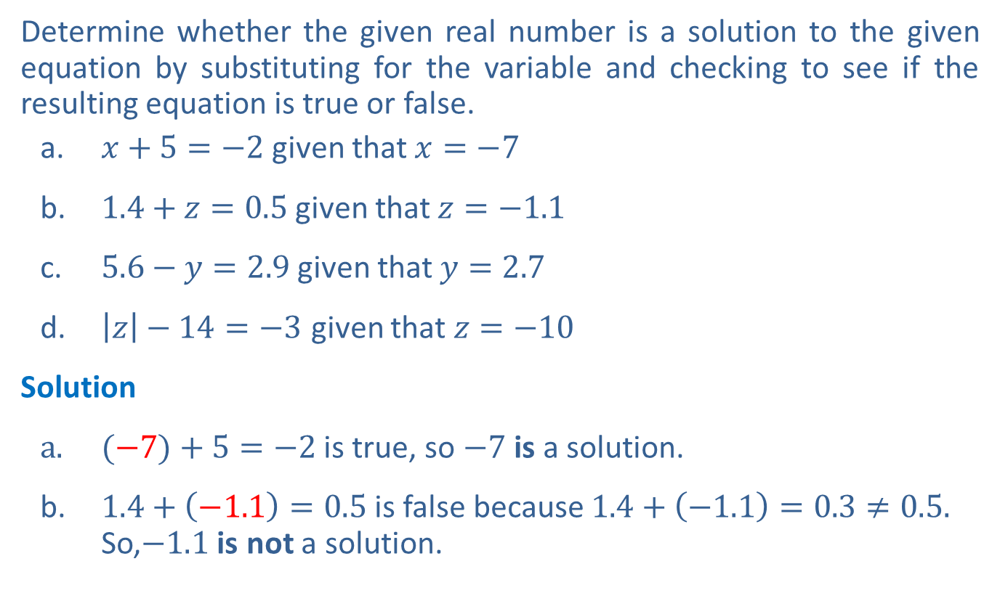 Determine whether the given real number is a solution to the given
equation by substituting for the variable and checking to see if the
resulting equation is true or false.
a. x + 5 = −2 given that x = −7
b. 1.4 + z = 0.5 given that z = −1.1
c. 5.6 − y = 2.9 given that y = 2.7
d. |z| − 14 = −3 given that z = −10
Solution
a. (−7) + 5 = −2 is true, so −7 is a solution.
b. 1.4 + (−1.1) = 0.5 is false because 1.4 + (−1.1) = 0.3 ≠ 0.5.
So,−1.1 is not a solution.